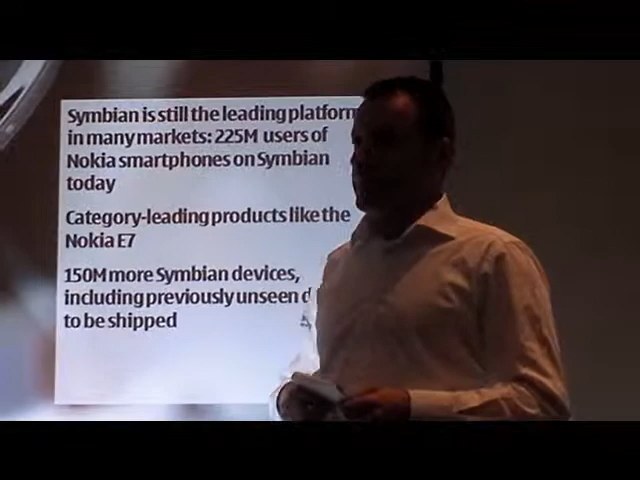 Symbian is still the leading platform
in many markets: 225M users of
Nokia smartphones on Symbian
today
Category-leading products like the
Nokia E7
150M more Symbian devices,
including previously unseen
to be shipped